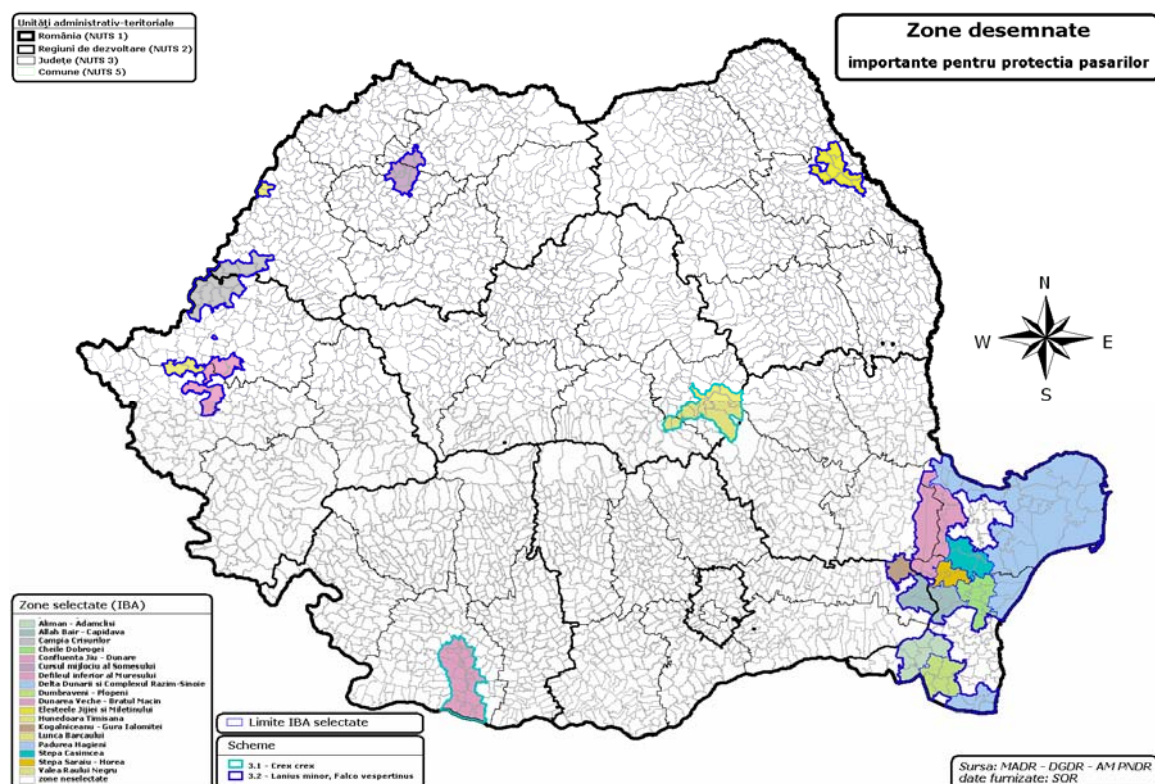 Unități administrativ-teritoriale
România (NUTS 1)
Regiuni de dezvoltare (NUTS 2)
Județe (NUTS 3)
Comune (NUTS 5)
Zone desemnate
importante pentru protectia pasarilor
N
W
E
S
Zone selectate (IBA)
Aliman - Adamclisi
Allah Bair - Capidava
Campia Crisurilor
Cheile Dobrogei
Confluenta Jiu - Dunare
Cursul mijlociu al Somesului
Defileul inferior al Muresului
Delta Dunarii si Complexul Razim-Sinoie
Dumbraveni - Plopeni
Dunarea Veche - Bratul Macin
Elesteele Jijiei si Miletinului
Hunedoara Timisana
Kogalniceanu - Gura Ialomitei
Lunca Barcaului
Padurea Hagieni
Stepa Casimcea
Stepa Saraiu - Horea
Valea Raului Negru
zone neselectate
Limite IBA selectate
Scheme
3.1 - Crex crex
3.2 - Lanius minor, Falco vespertinus
Sursa: MADR - DGDR - AM PNDR
date furnizate: SOR